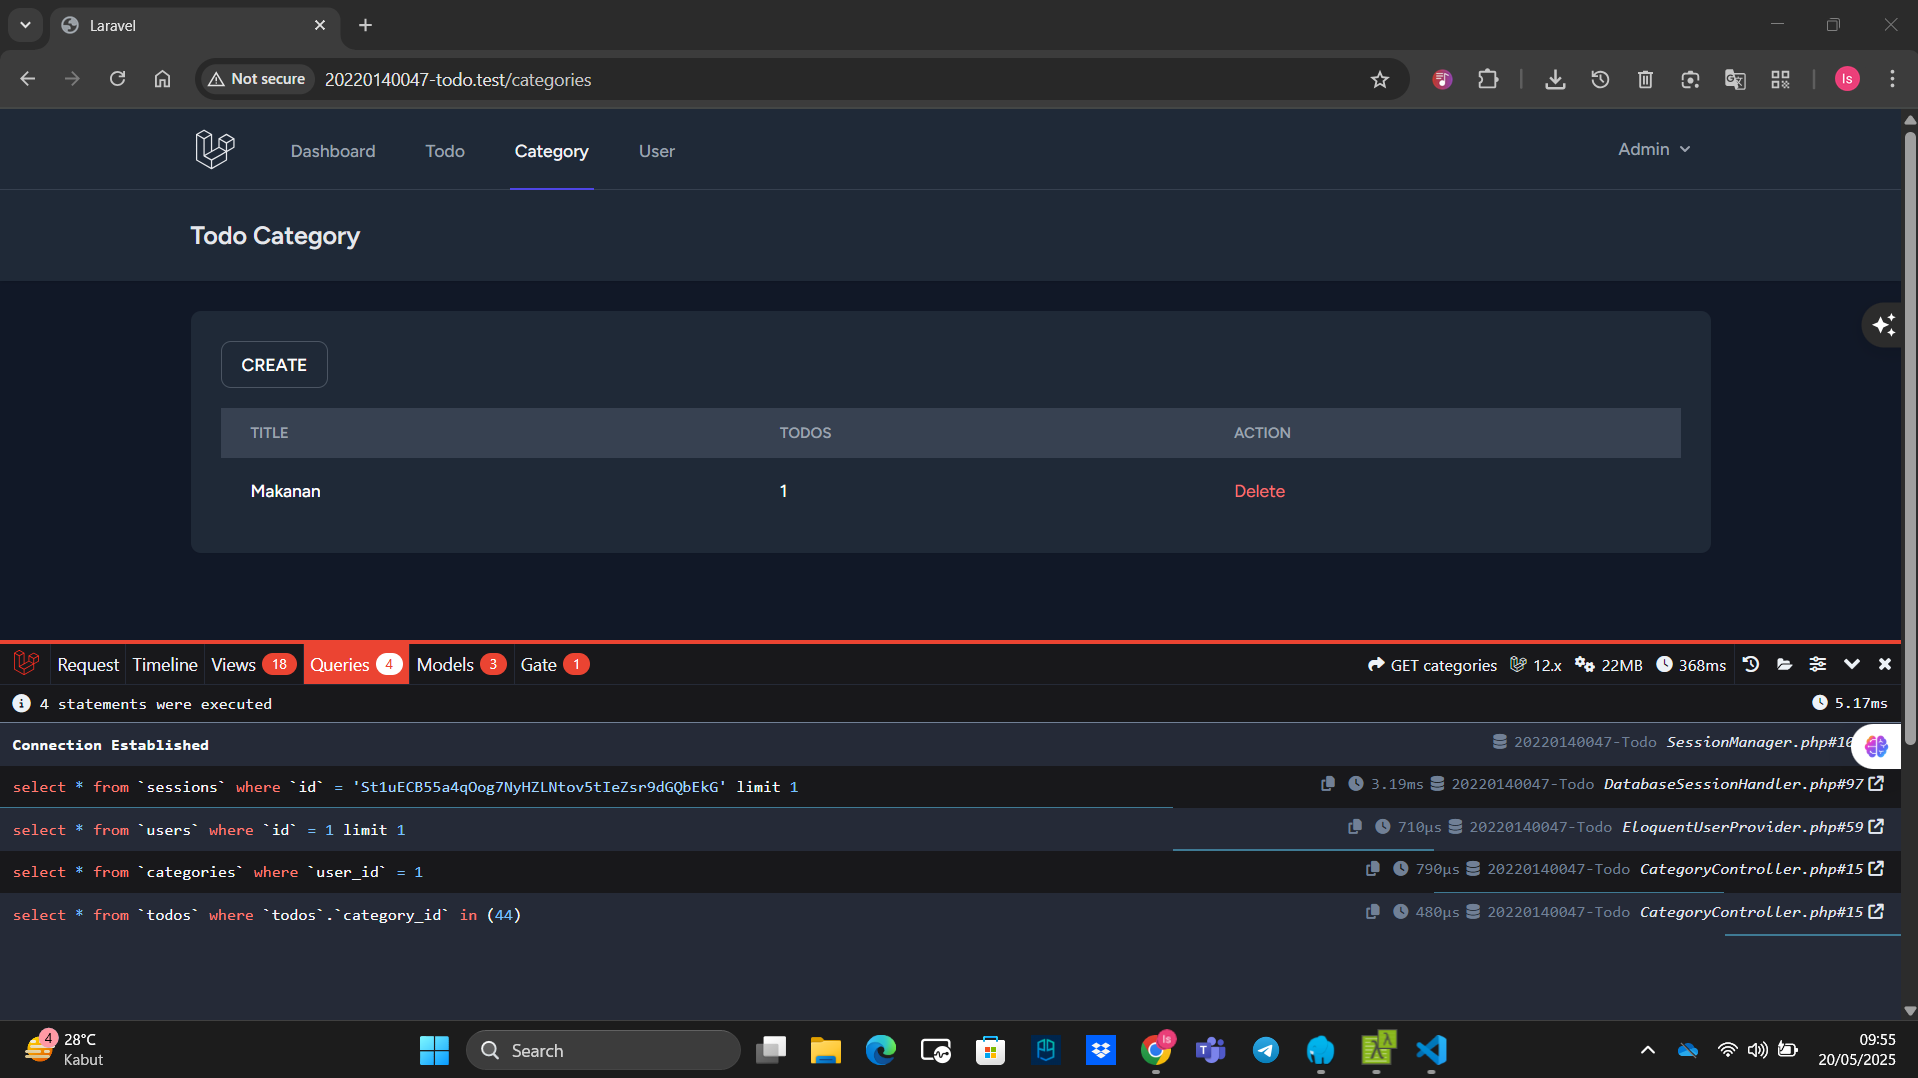 Laravel
Not secure 20220140047-todo.test/categories
ls
Dashboard Todo Category User Admin
Todo Category
CREATE
TITLE TODOS ACTION
Makanan 1 Delete
Request Timeline Views 18 Queries 4 Models 3 Gate 1 GET categories 12.x 22MB 368ms
4 statements were executed 5.17ms
Connection Established 20220140047-Todo
select * from `sessions` where `id` = 'St1uECB55a4qOog7NyHZLNtov5tIeZsr9dGQbEkG' limit 1 3.19ms 20220140047-Todo DatabaseSessionHandler.php#97
select * from `users` where `id` = 1 limit 1 710μs 20220140047-Todo EloquentUserProvider.php#59
select * from `categories` where `user_id` = 1 790μs 20220140047-Todo CategoryController.php#15
select * from `todos` where `todos`.`category_id` in (44) 480μs 20220140047-Todo CategoryController.php#15
4 28°C
Kabut
Search
ls
09:55
20/05/2025